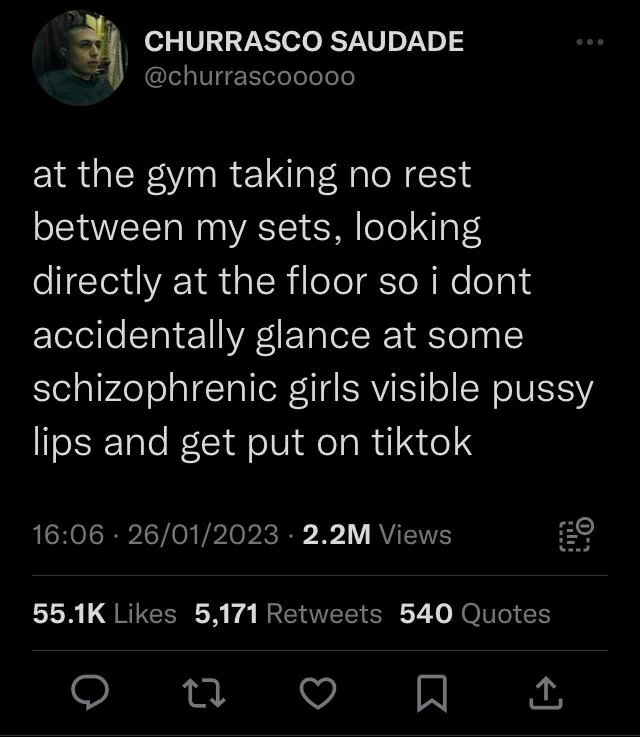 CHURRASCO SAUDADE
@churrascooooo
at the gym taking no rest
between my sets, looking
directly at the floor so i dont
accidentally glance at some
schizophrenic girls visible pussy
lips and get put on tiktok
16:06 · 26/01/2023 · 2.2M Views
55.1K Likes 5,171 Retweets 540 Quotes